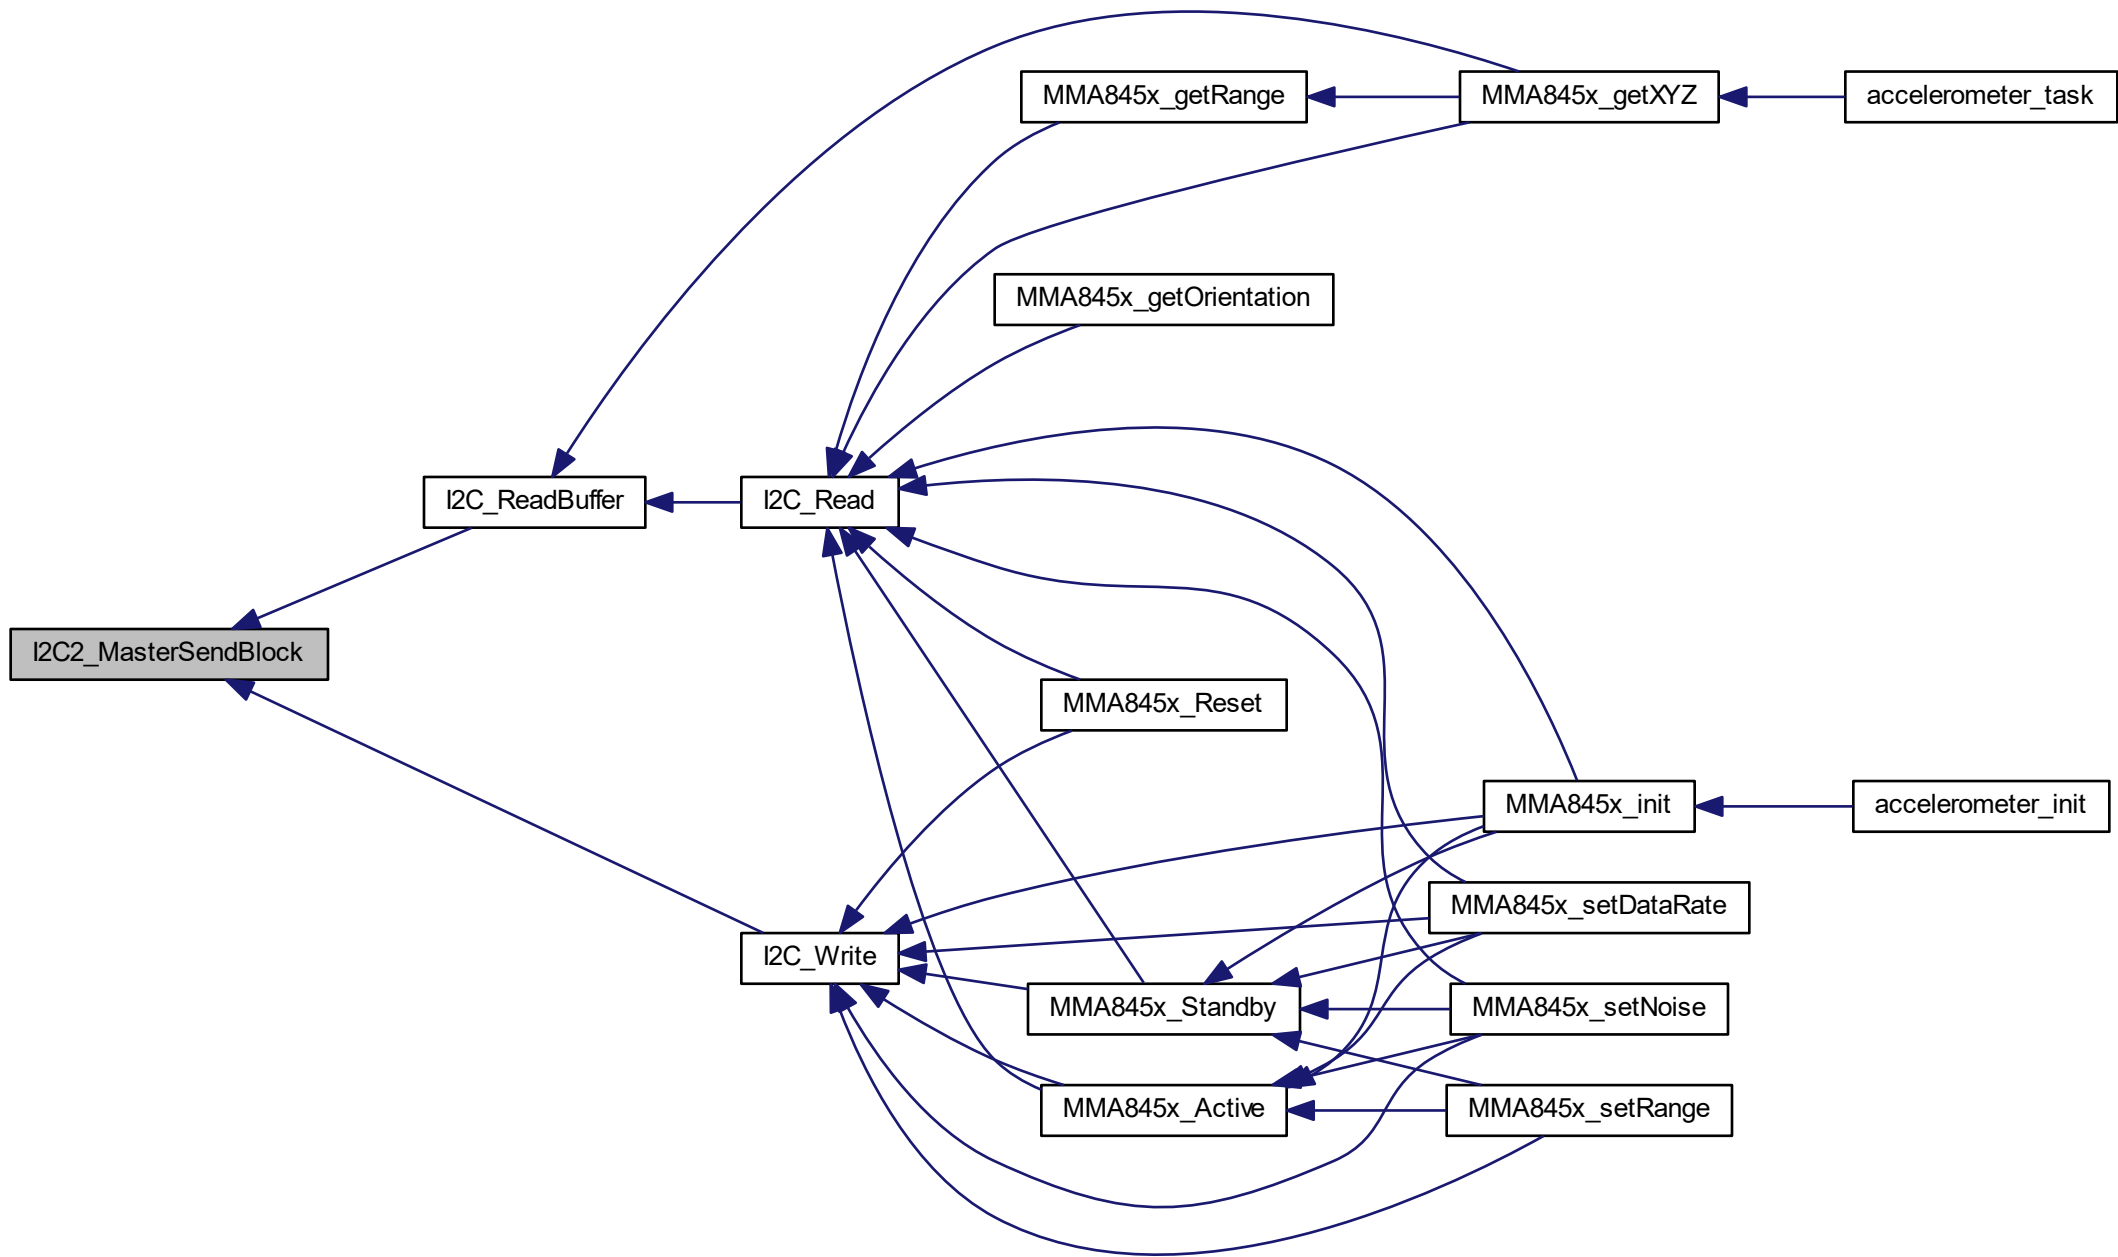 MMA845x_getRange
MMA845x_getXYZ
accelerometer_task
MMA845x_getOrientation
I2C_ReadBuffer
I2C_Read
I2C2_MasterSendBlock
MMA845x_Reset
MMA845x_init
accelerometer_init
MMA845x_setDataRate
I2C_Write
MMA845x_Standby
MMA845x_setNoise
MMA845x_Active
MMA845x_setRange